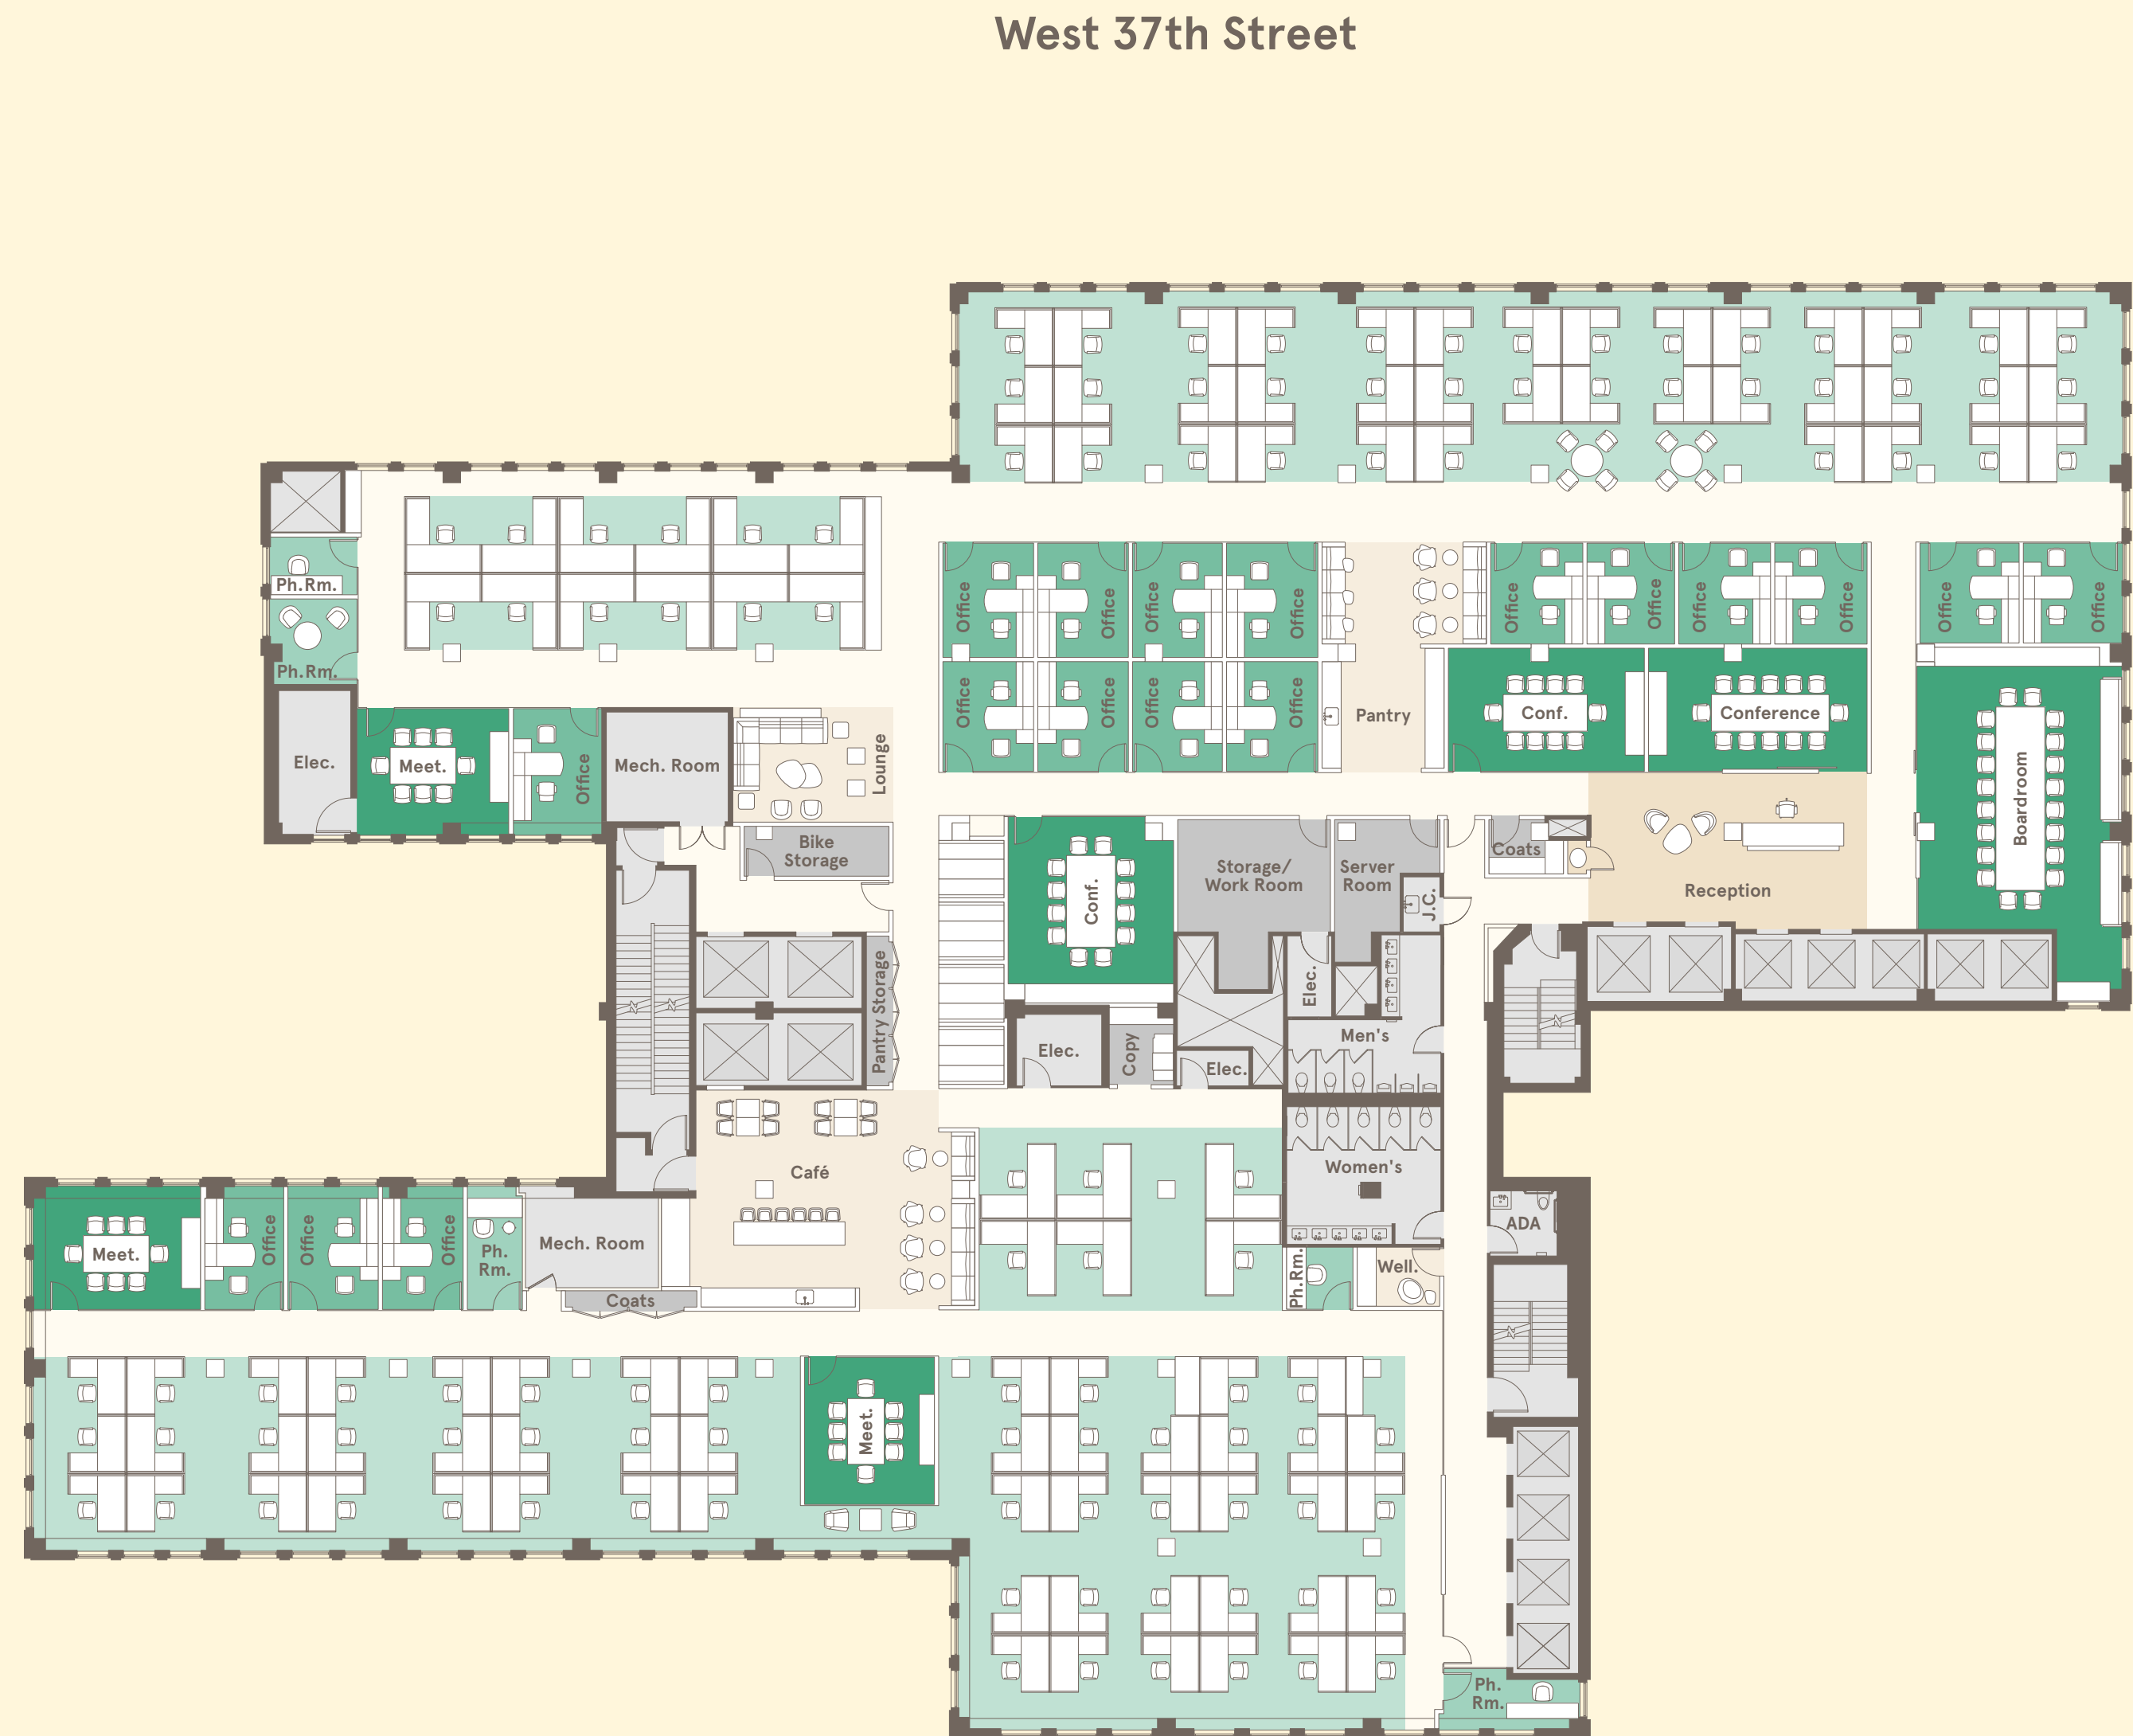 West 37th Street
Ph.Rm.
Ph.Rm.
Office
Office
Office
Office
Office
Office
Office
Office
Office
Office
Office
Office
Office
Office
Pantry
Conf.
Conference
Elec.
Meet.
Office
Mech. Room
Lounge
Boardroom
Bike
Storage
Conf.
Storage/
Work Room
Server
Room
J.C.
Coats
Reception
Pantry Storage
Elec.
Elec.
Copy
Elec.
Men's
Café
Women's
Meet.
Office
Office
Office
Ph.
Rm.
Mech. Room
Coats
Ph.Rm.
Well.
ADA
Meet.
Ph.
Rm.